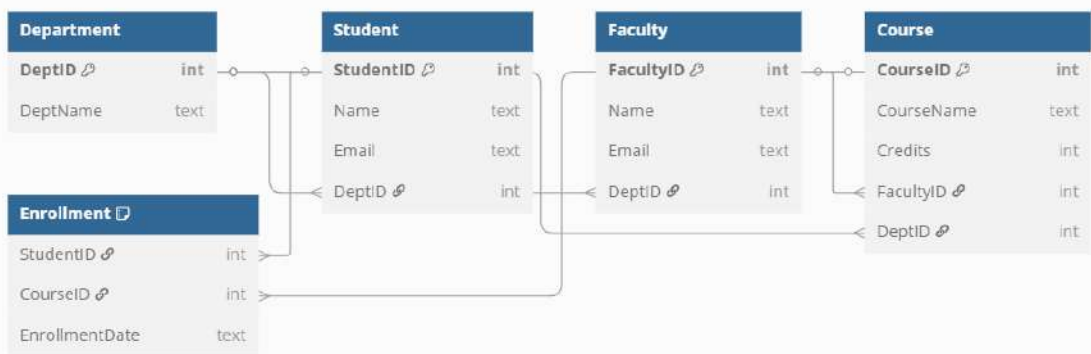 Department
DeptID int
DeptName text
Student
StudentID int
Name text
Email text
DeptID int
Faculty
FacultyID int
Name text
Email text
DeptID int
Course
CourseID int
CourseName text
Credits int
FacultyID int
DeptID int
Enrollment
StudentID int
CourseID int
EnrollmentDate text